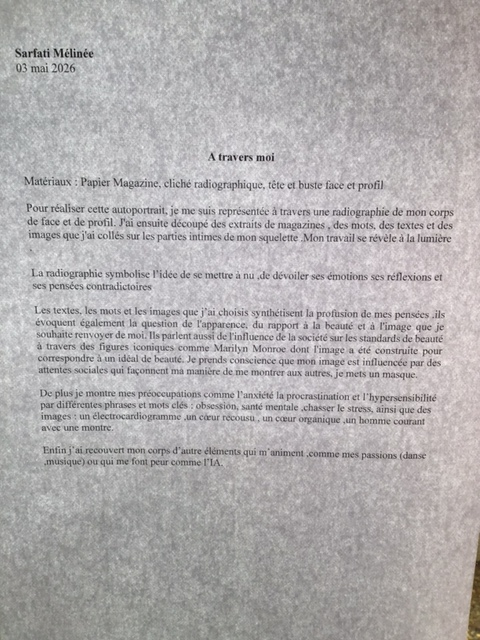 Sarfati Mélinée
03 mai 2026
A travers moi
Matériaux : Papier Magazine, cliché radiographique, tête et buste face et profil
Pour réaliser cette autoportrait, je me suis représentée à travers une radiographie de mon corps
de face et de profil. J'ai ensuite découpé des extraits de magazines , des mots, des textes et des
images que j'ai collés sur les parties intimes de mon squelette .Mon travail se révèle à la lumière
.
La radiographie symbolise l'idée de se mettre à nu ,de dévoiler ses émotions ses réflexions et
ses pensées contradictoires
Les textes, les mots et les images que j'ai choisis synthétisent la profusion de mes pensées ,ils
évoquent également la question de l'apparence, du rapport à la beauté et à l'image que je
souhaite renvoyer de moi. Ils parlent aussi de l'influence de la société sur les standards de beauté
à travers des figures iconiques comme Marilyn Monroe dont l'image a été construite pour
correspondre à un idéal de beauté. Je prends conscience que mon image est influencée par des
attentes sociales qui façonnent ma manière de me montrer aux autres, je mets un masque.
De plus je montre mes préoccupations comme l'anxiété la procrastination et l'hypersensibilité
par différentes phrases et mots clés : obsession, santé mentale ,chasser le stress, ainsi que des
images : un électrocardiogramme ,un cœur recousu , un cœur organique ,un homme courant
avec une montre.
Enfin j'ai recouvert mon corps d'autre éléments qui m'animent ,comme mes passions (danse
,musique) ou qui me font peur comme l'IA.